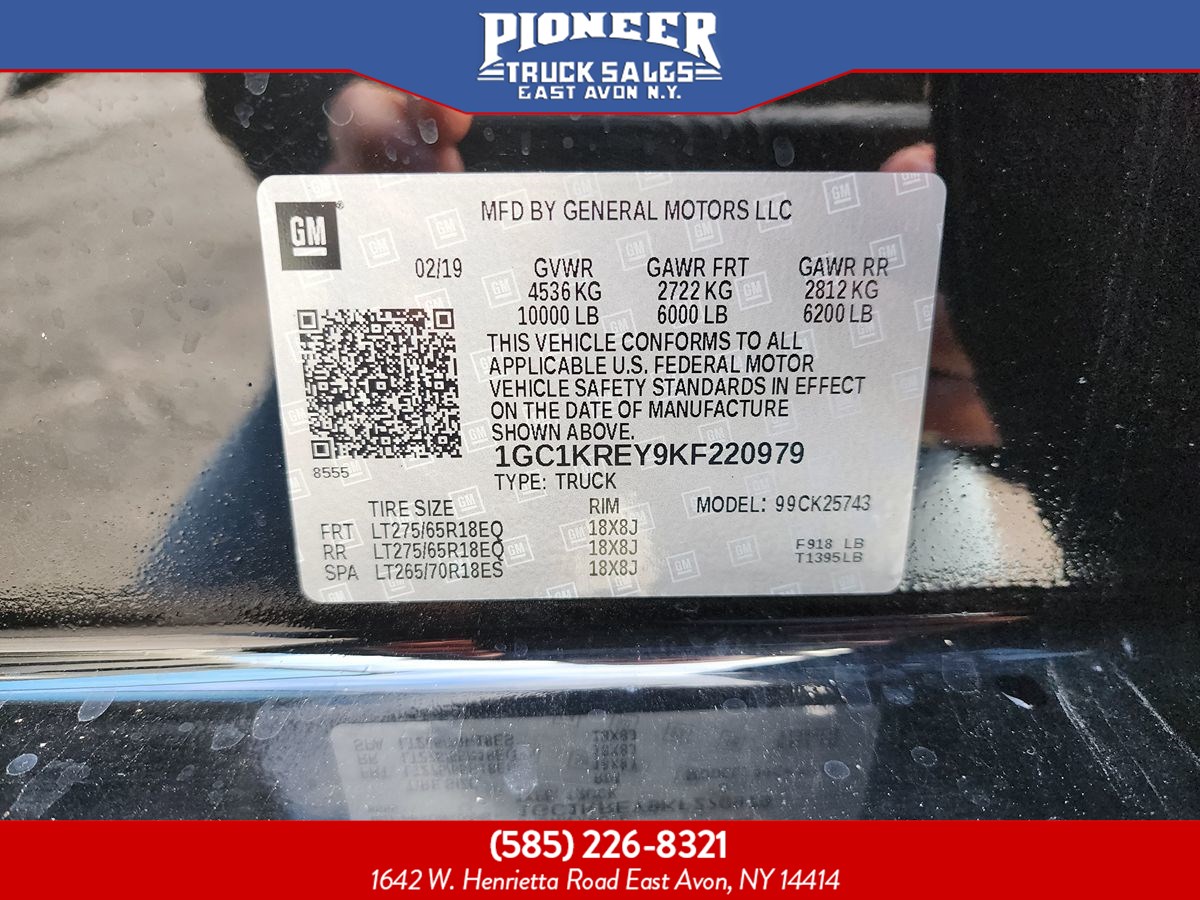 PIONEER
TRUCK SALES
EAST AVON N.Y.
GM
MFD BY GENERAL MOTORS LLC
02/19 GVWR GAWR FRT GAWR RR
4536 KG 2722 KG 2812 KG
10000 LB 6000 LB 6200 LB
THIS VEHICLE CONFORMS TO ALL
APPLICABLE U.S. FEDERAL MOTOR
VEHICLE SAFETY STANDARDS IN EFFECT
ON THE DATE OF MANUFACTURE
SHOWN ABOVE.
8555
1GC1KREY9KF220979
TYPE: TRUCK
TIRE SIZE RIM MODEL: 99CK25743
FRT LT275/65R18EQ 18X8J
RR LT275/65R18EQ 18X8J F918 LB
SPA LT265/70R18ES 18X8J T1395LB
(585) 226-8321
1642 W. Henrietta Road East Avon, NY 14414